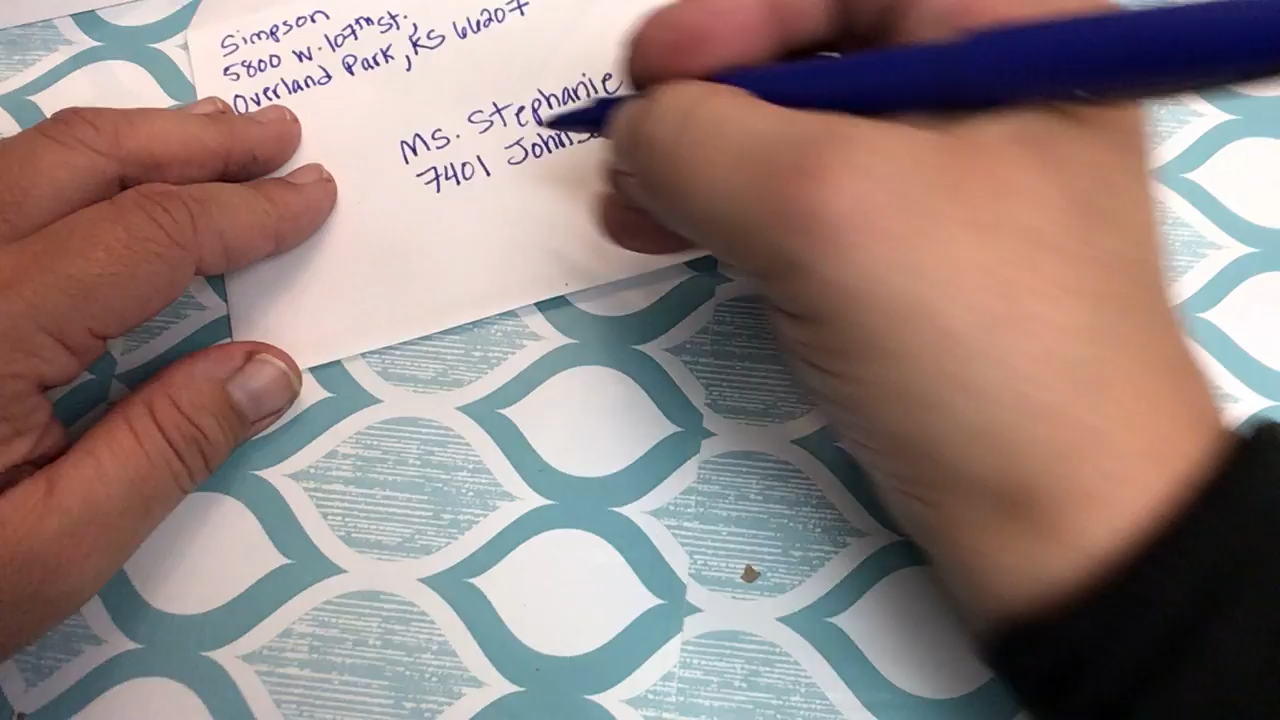 Simpson
5800 W. 107th St.,
Overland Park, KS 66207
Ms. Stephanie
7401